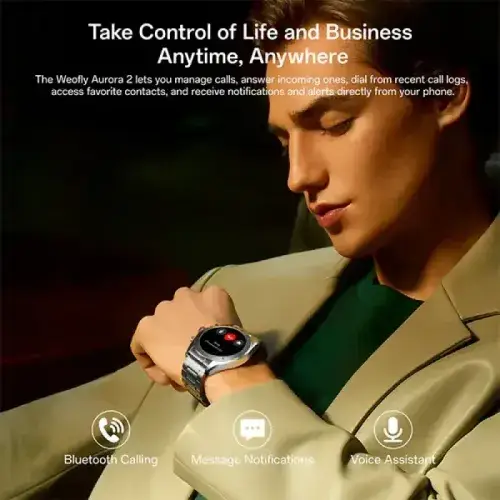 Take Control of Life and Business
Anytime, Anywhere
The Weofly Aurora 2 lets you manage calls, answer incoming ones, dial from recent call logs,
access favorite contacts, and receive notifications and alerts directly from your phone.
Bluetooth Calling
Message Notifications
Voice Assistant